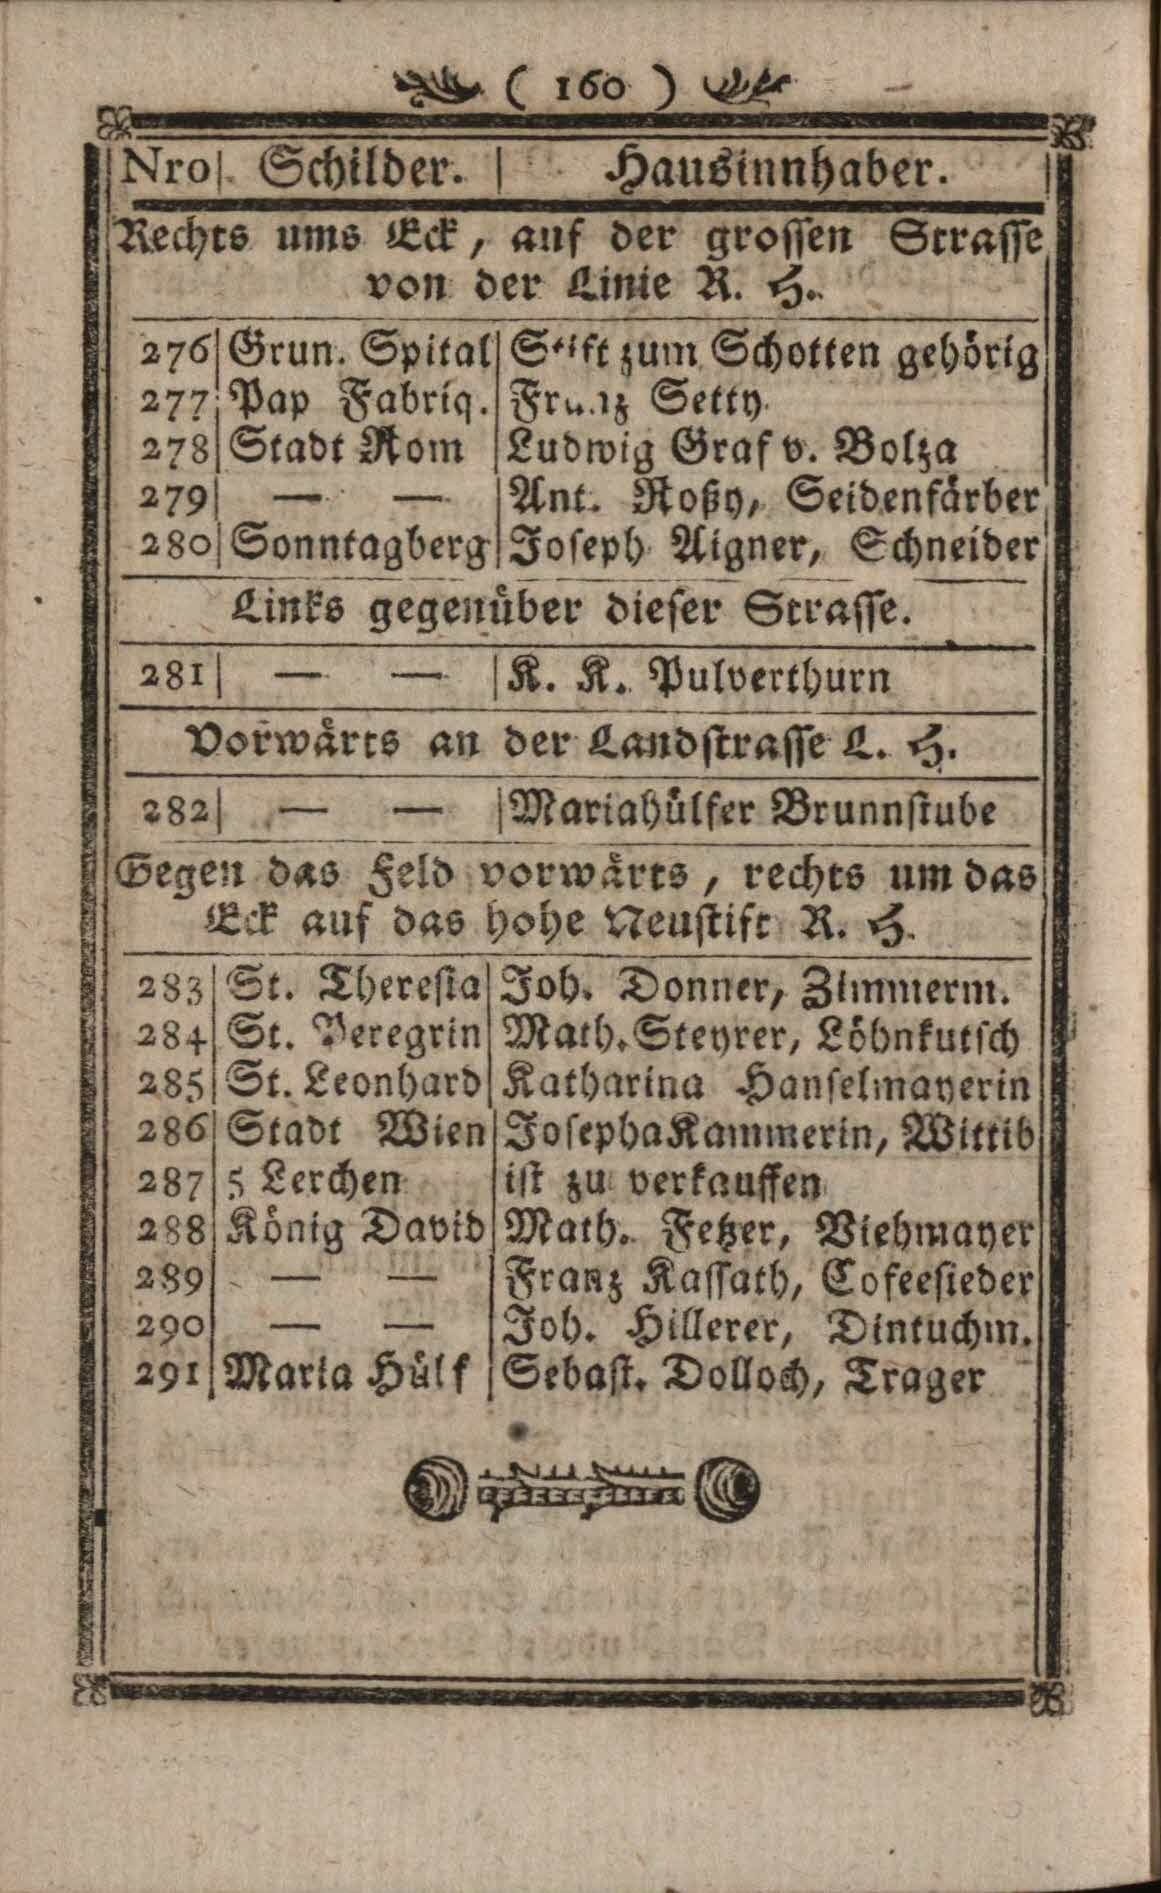 ( 160 )
Nro Schilder. Hausinnhaber.
Rechts ums Eck, auf der grossen Strasse
von der Linie R. H.
276 Grun. Spital Stift zum Schotten gehörig
277 Pap Fabriq. Franz Setty
278 Stadt Rom Ludwig Graf v. Bolza
279 — — Ant. Roßy, Seidenfärber
280 Sonntagberg Joseph Aigner, Schneider
Links gegenüber dieser Strasse.
281 — — K. K. Pulverthurn
Vorwärts an der Landstrasse L. H.
282 — — Mariahülfer Brunnstube
Gegen das Feld vorwärts, rechts um das
Eck auf das hohe Neustift R. H.
283 St. Theresia Joh. Donner, Zimmerm.
284 St. Peregrin Math. Steyrer, Löhnkutsch
285 St. Leonhard Katharina Hanselmayerin
286 Stadt Wien Josepha Kammerin, Wittib
287 5 Lerchen ist zu verkauffen
288 König David Math. Fetzer, Viehmayer
289 — — Franz Kassath, Cofeesieder
290 — — Joh. Hillerer, Dintuchm.
291 Maria Hülf Sebast. Dolloch, Trager